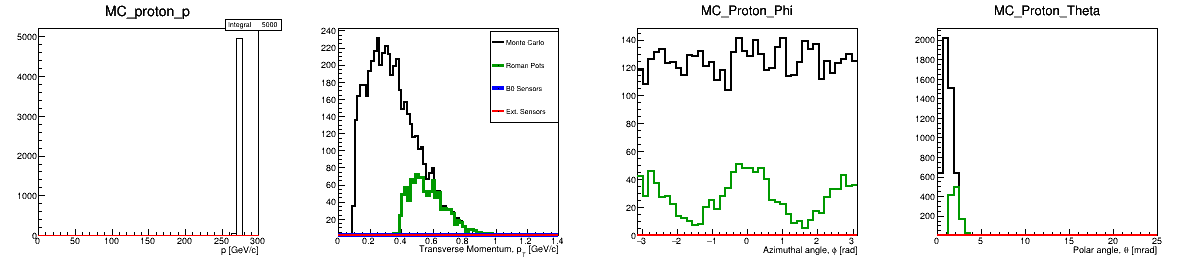 MC_proton_p
Integral 5000
5000
4000
3000
2000
1000
0
0 50 100 150 200 250 300
p [GeV/c]
240
220
200
180
160
140
120
100
80
60
40
20
0 0.2 0.4 0.6 0.8 1 1.2 1.4
Transverse Momentum, p_T [GeV/c]
Monte Carlo
Roman Pots
B0 Sensors
Ext. Sensors
MC_Proton_Phi
140
120
100
80
60
40
20
0
−3 −2 −1 0 1 2 3
Azimuthal angle, ϕ [rad]
MC_Proton_Theta
2000
1800
1600
1400
1200
1000
800
600
400
200
0 5 10 15 20 25
Polar angle, θ [mrad]